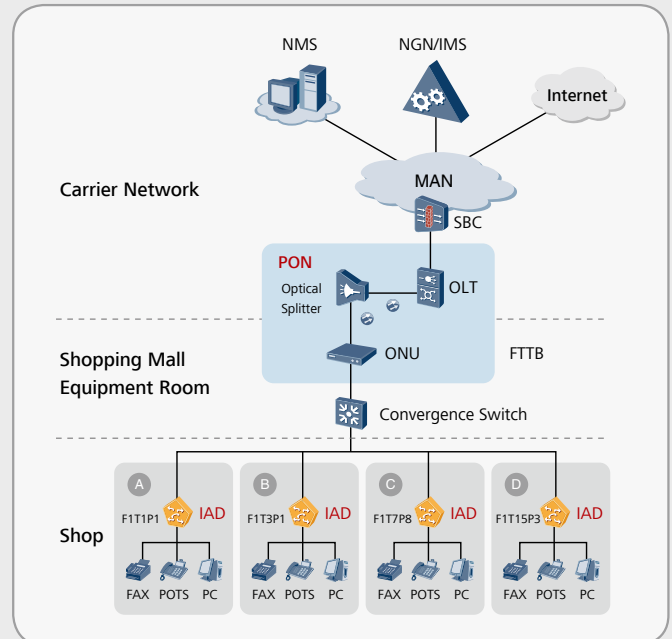 NMS
NGN/IMS
Internet
MAN
Carrier Network
SBC
PON
Optical
Splitter
OLT
Shopping Mall
Equipment Room
ONU
FTTB
Convergence Switch
A
B
C
D
F1T1P1 IAD
F1T3P1 IAD
F1T7P8 IAD
F1T15P3 IAD
Shop
FAX POTS PC
FAX POTS PC
FAX POTS PC
FAX POTS PC